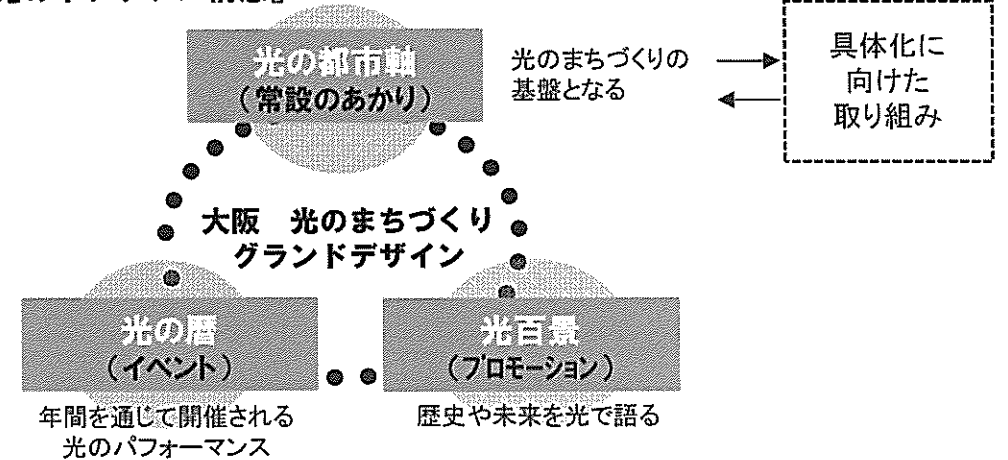 光の都市軸
（常設のあかり）
光のまちづくりの
基盤となる
具体化に
向けた
取り組み
大阪　光のまちづくり
グランドデザイン
光の暦
（イベント）
年間を通じて開催される
光のパフォーマンス
光百景
（プロモーション）
歴史や未来を光で語る